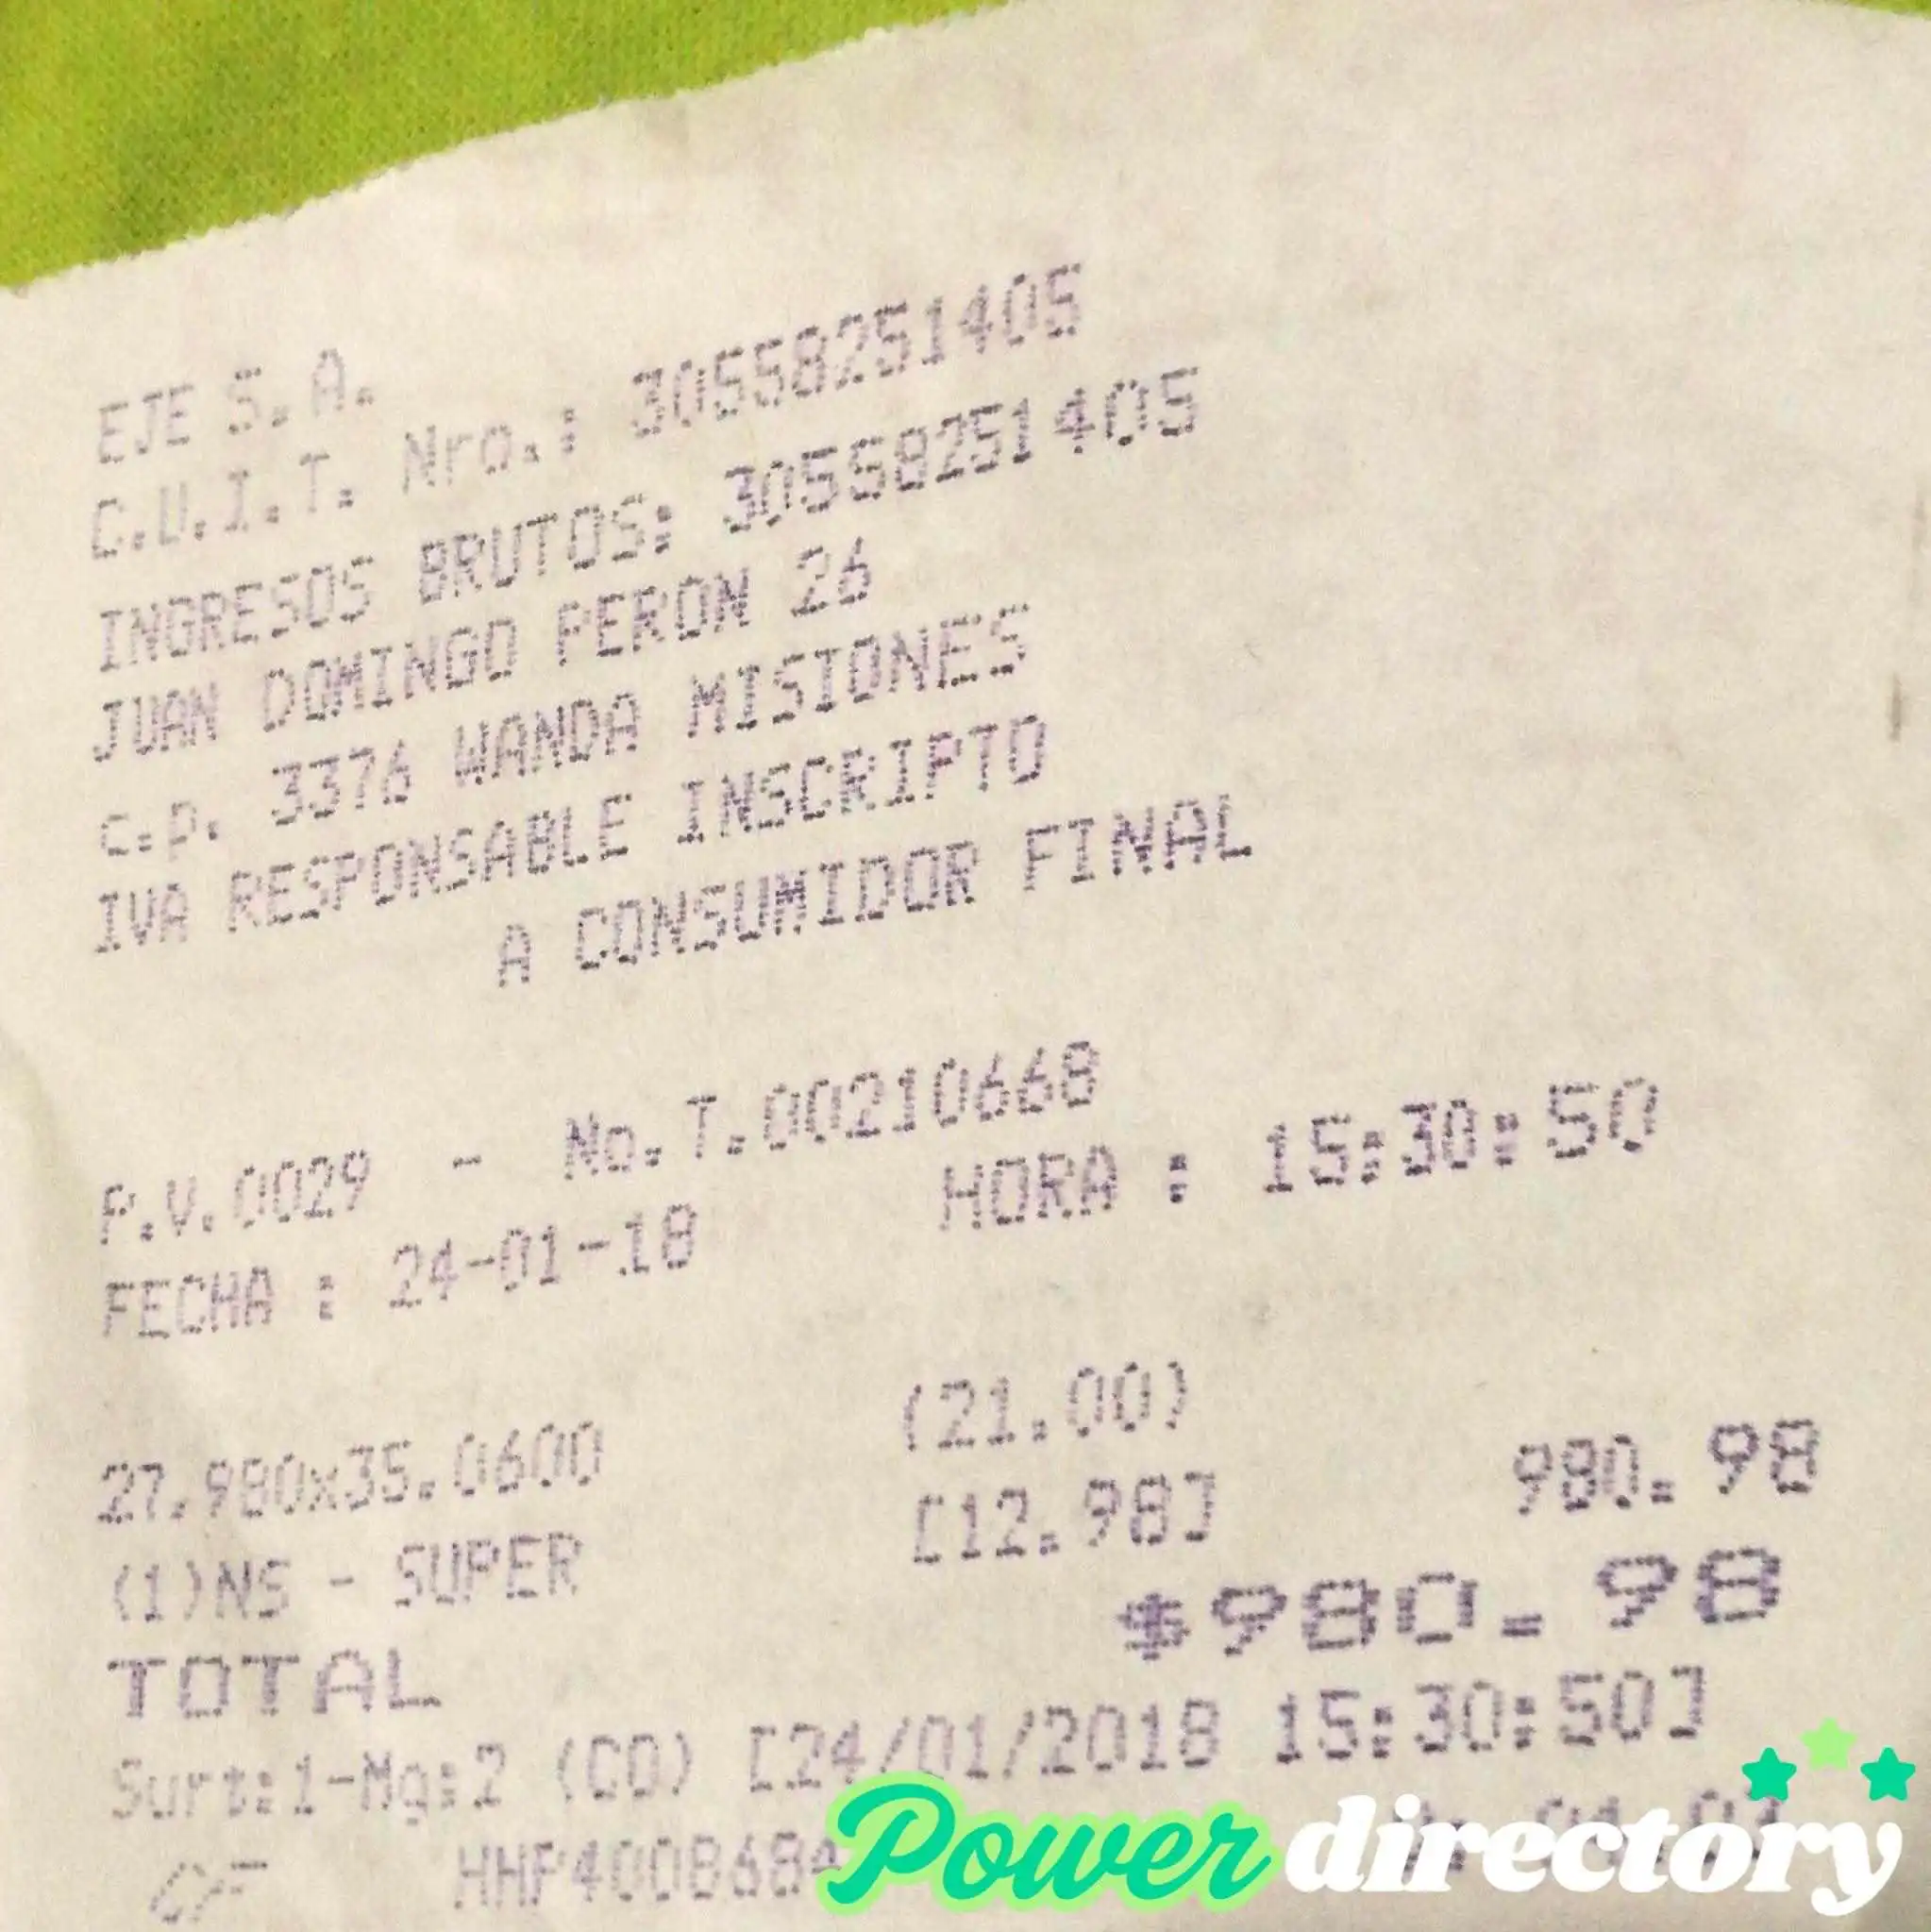 EJE S.A.
C.U.I.T. Nro.: 30558251405
INGRESOS BRUTOS: 30558251405
JUAN DOMINGO PERON 26
C.P. 3376 WANDA MISIONES
IVA RESPONSABLE INSCRIPTO
A CONSUMIDOR FINAL
P.V.0029 - No.T.00210668
FECHA : 24-01-18 HORA : 15:30:50
27.980x35.0600 (21.00)
(1)NS - SUPER [12.98] 980.98
TOTAL $980.98
Surt:1-Mg:2 (CO) [24/01/2018 15:30:50]
CF
Power directory